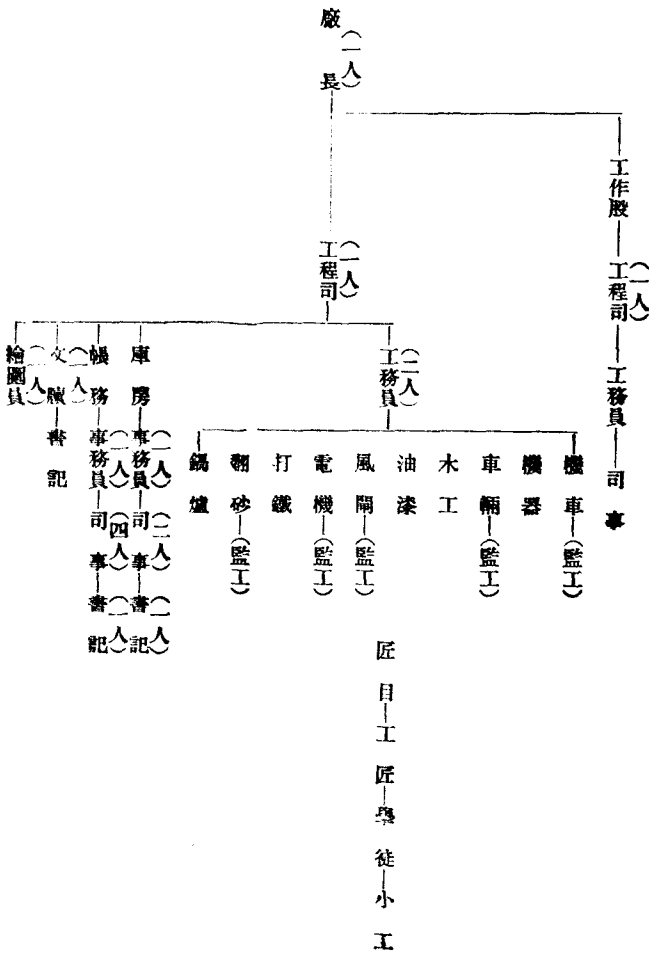 工作股—工程司(一人)—工務員—司事
廠長(一人)
工程司(一人)
工務員(二人)
機車—(監工)
機器
車輛—(監工)
木工
油漆
風閘—(監工)
電機—(監工)
打鐵
翻砂—(監工)
鍋爐
匠目—工匠—學徒—小工
庫房—事務員(一人)—司事(二人)—書記(一人)
帳務—事務員(一人)—司事(四人)—書記(一人)
文牘(一人)—書記
繪圖員(一人)